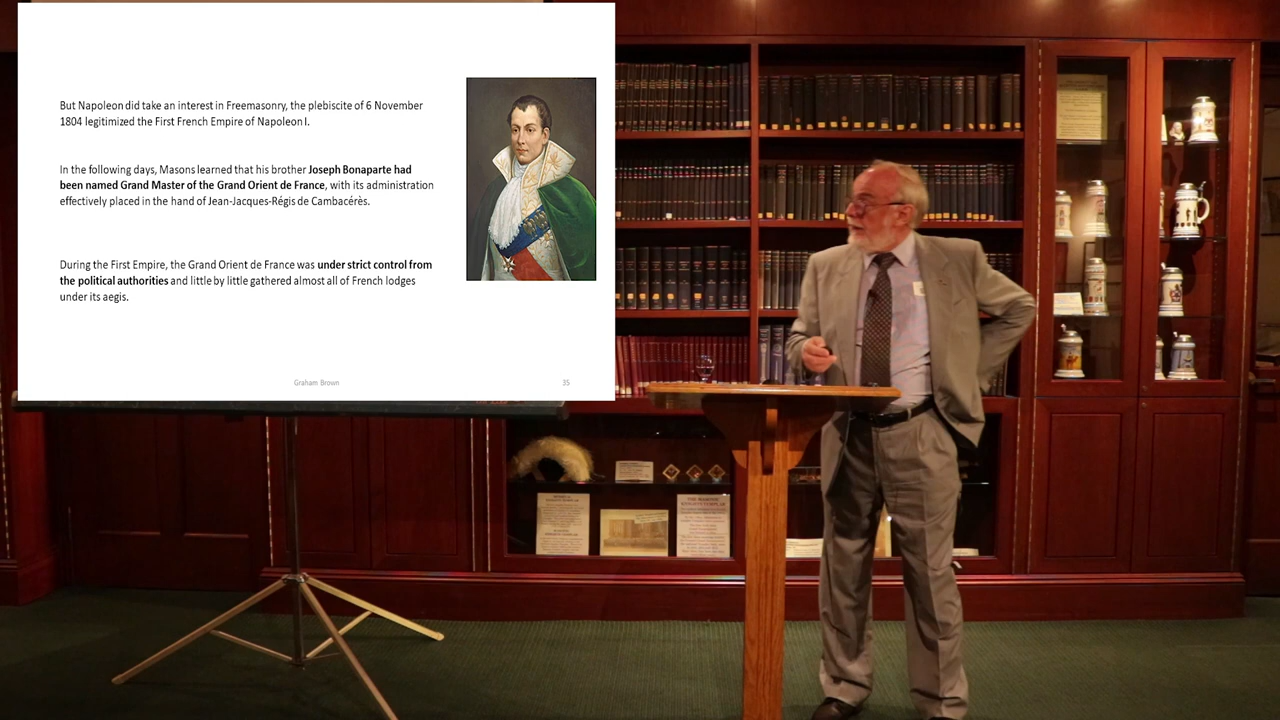 But Napoleon did take an interest in Freemasonry, the plebiscite of 6 November
1804 legitimized the First French Empire of Napoleon I.
In the following days, Masons learned that his brother Joseph Bonaparte had
been named Grand Master of the Grand Orient de France, with its administration
effectively placed in the hand of Jean-Jacques-Régis de Cambacérès.
During the First Empire, the Grand Orient de France was under strict control from
the political authorities and little by little gathered almost all of French lodges
under its aegis.
Graham Brown
35